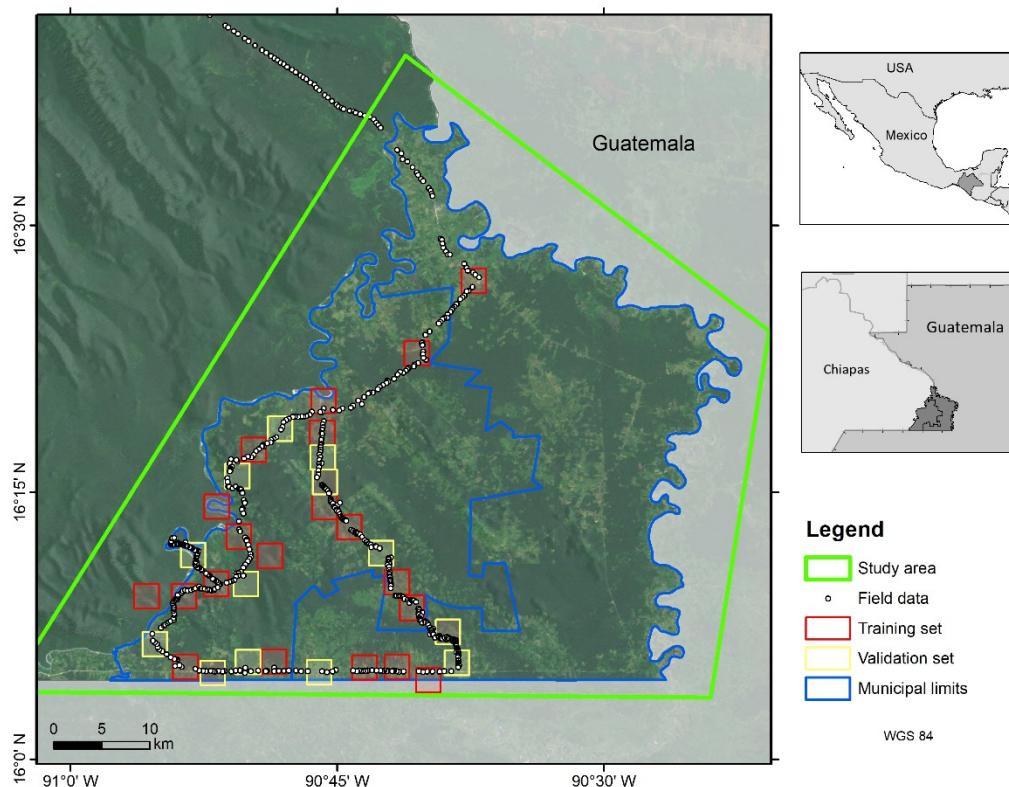 Guatemala
16°30' N
16°15' N
16°0' N
0 5 10
km
91°0' W
90°45' W
90°30' W
USA
Mexico
Chiapas
Guatemala
Legend
Study area
Field data
Training set
Validation set
Municipal limits
WGS 84